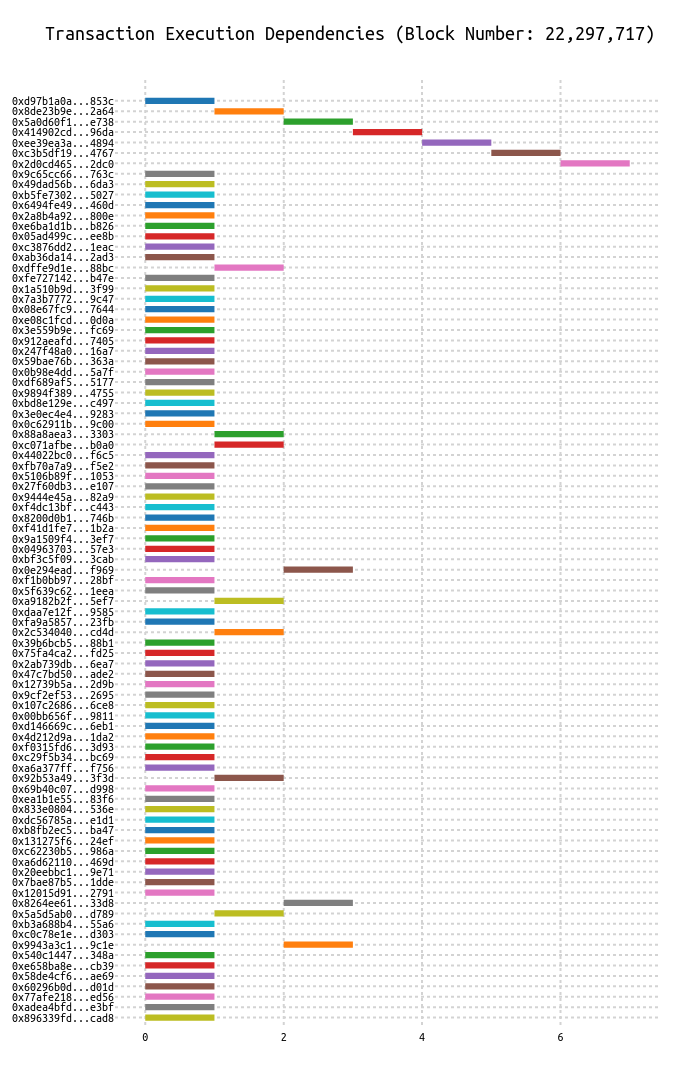 Transaction Execution Dependencies (Block Number: 22,297,717)
0xd97b1a0a...853c
0x8de23b9e...2a64
0x5a0d60f1...e738
0x414902cd...96da
0xee39ea3a...4894
0xc3b5df19...4767
0x2d0cd465...2dc0
0x9c65cc66...763c
0x49dad56b...6da3
0xb5fe7302...5027
0x6494fe49...460d
0x2a8b4a92...800e
0xe6ba1d1b...b826
0x05ad499c...ee8b
0xc3876dd2...1eac
0xab36da14...2ad3
0xdffe9d1e...88bc
0xfe727142...b47e
0x1a510b9d...3f99
0x7a3b7772...9c47
0x08e67fc9...7644
0xe08c1fcd...0d0a
0x3e559b9e...fc69
0x912aeafd...7405
0x247f48a0...16a7
0x59bae76b...363a
0x0b98e4dd...5a7f
0xdf689af5...5177
0x9894f389...4755
0xbd8e129e...c497
0x3e0ec4e4...9283
0x0c62911b...9c00
0x88a8aea3...3303
0xc071afbe...b0a0
0x44022bc0...f6c5
0xfb70a7a9...f5e2
0x5106b89f...1053
0x27f60db3...e107
0x9444e45a...82a9
0xf4dc13bf...c443
0x8200d0b1...746b
0xf41d1fe7...1b2a
0x9a1509f4...3ef7
0x04963703...57e3
0xbf3c5f09...3cab
0x0e294ead...f969
0xf1b0bb97...28bf
0x5f639c62...1eea
0xa9182b2f...5ef7
0xdaa7e12f...9585
0xfa9a5857...23fb
0x2c534040...cd4d
0x39b6bcb5...88b1
0x75fa4ca2...fd25
0x2ab739db...6ea7
0x47c7bd50...ade2
0x12739b5a...2d9b
0x9cf2ef53...2695
0x107c2686...6ce8
0x00bb656f...9811
0xd146669c...6eb1
0x4d212d9a...1da2
0xf0315fd6...3d93
0xc29f5b34...bc69
0xa6a377ff...f756
0x92b53a49...3f3d
0x69b40c07...d998
0xea1b1e55...83f6
0x833e0804...536e
0xdc56785a...e1d1
0xb8fb2ec5...ba47
0x131275f6...24ef
0xc62230b5...986a
0xa6d62110...469d
0x20eebbc1...9e71
0x7bae87b5...1dde
0x12015d91...2791
0x8264ee61...33d8
0x5a5d5ab0...d789
0xb3a688b4...55a6
0xc0c78e1e...d303
0x9943a3c1...9c1e
0x540c1447...348a
0xe658ba8e...cb39
0x58de4cf6...ae69
0x60296b0d...d01d
0x77afe218...ed56
0xadea4bfd...e3bf
0x896339fd...cad8
0 2 4 6